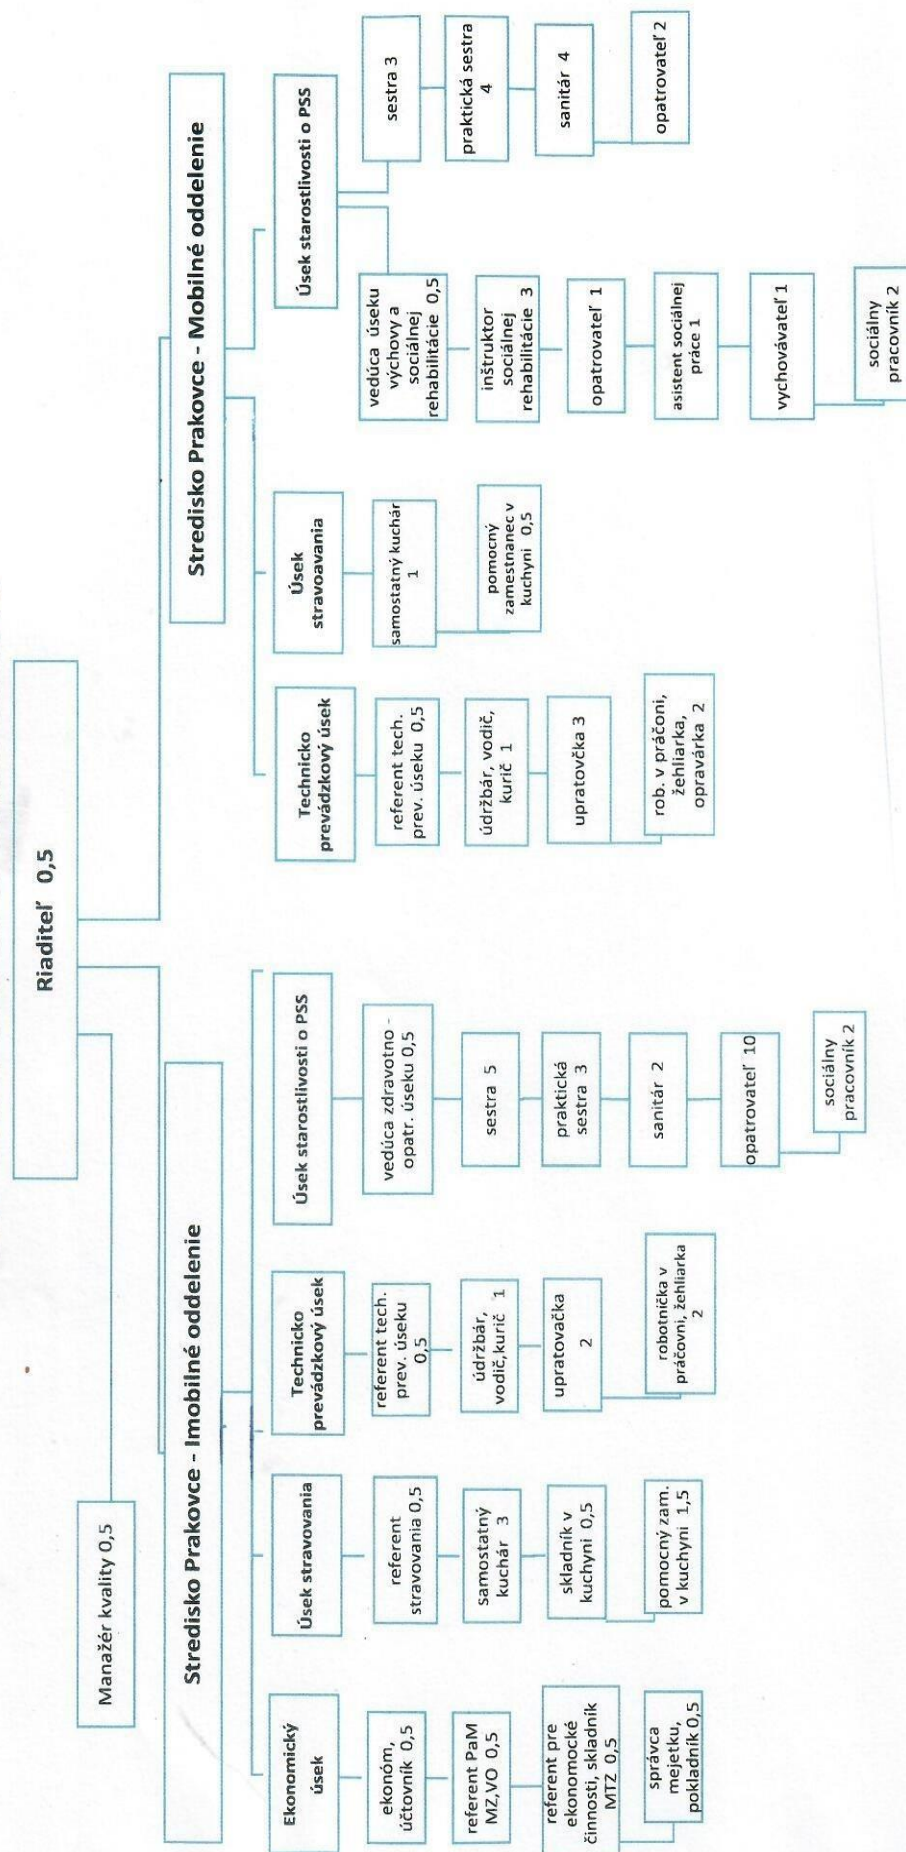 Riaditeľ 0,5
Manažér kvality 0,5
Stredisko Prakovce - Imobilné oddelenie
Ekonomický
úsek
ekonóm,
účtovník 0,5
referent PaM
MZ,VO 0,5
referent pre
ekonomocké
činnosti, skladník
MTZ 0,5
správca
mejetku,
pokladník 0,5
Úsek stravovania
referent
stravovania 0,5
samostatný
kuchár 3
skladník v
kuchyni 0,5
pomocný zam.
v kuchyni 1,5
Technicko
prevádzkový úsek
referent tech.
prev. úseku
0,5
údržbár,
vodič,kurič 1
upratovačka
2
robotníčka v
práčovni, žehliarka
2
Úsek starostlivosti o PSS
vedúca zdravotno -
opatr. úseku 0,5
sestra 5
praktická
sestra 3
sanitár 2
opatrovateľ 10
sociálny
pracovník 2
Stredisko Prakovce - Mobilné oddelenie
Technicko
prevádzkový úsek
referent tech.
prev. úseku 0,5
údržbár, vodič,
kurič 1
upratovčka 3
rob. v práčoni,
žehliarka,
opravárka 2
Úsek
stravoavania
samostatný kuchár
1
pomocný
zamestnanec v
kuchyni 0,5
Úsek starostlivosti o PSS
vedúca úseku
výchovy a
sociálnej
rehabilitácie 0,5
inštruktor
sociálnej
rehabilitácie 3
opatrovateľ 1
asistent sociálnej
práce 1
vychovávateľ 1
sociálny
pracovník 2
sestra 3
praktická sestra
4
sanitár 4
opatrovateľ 2